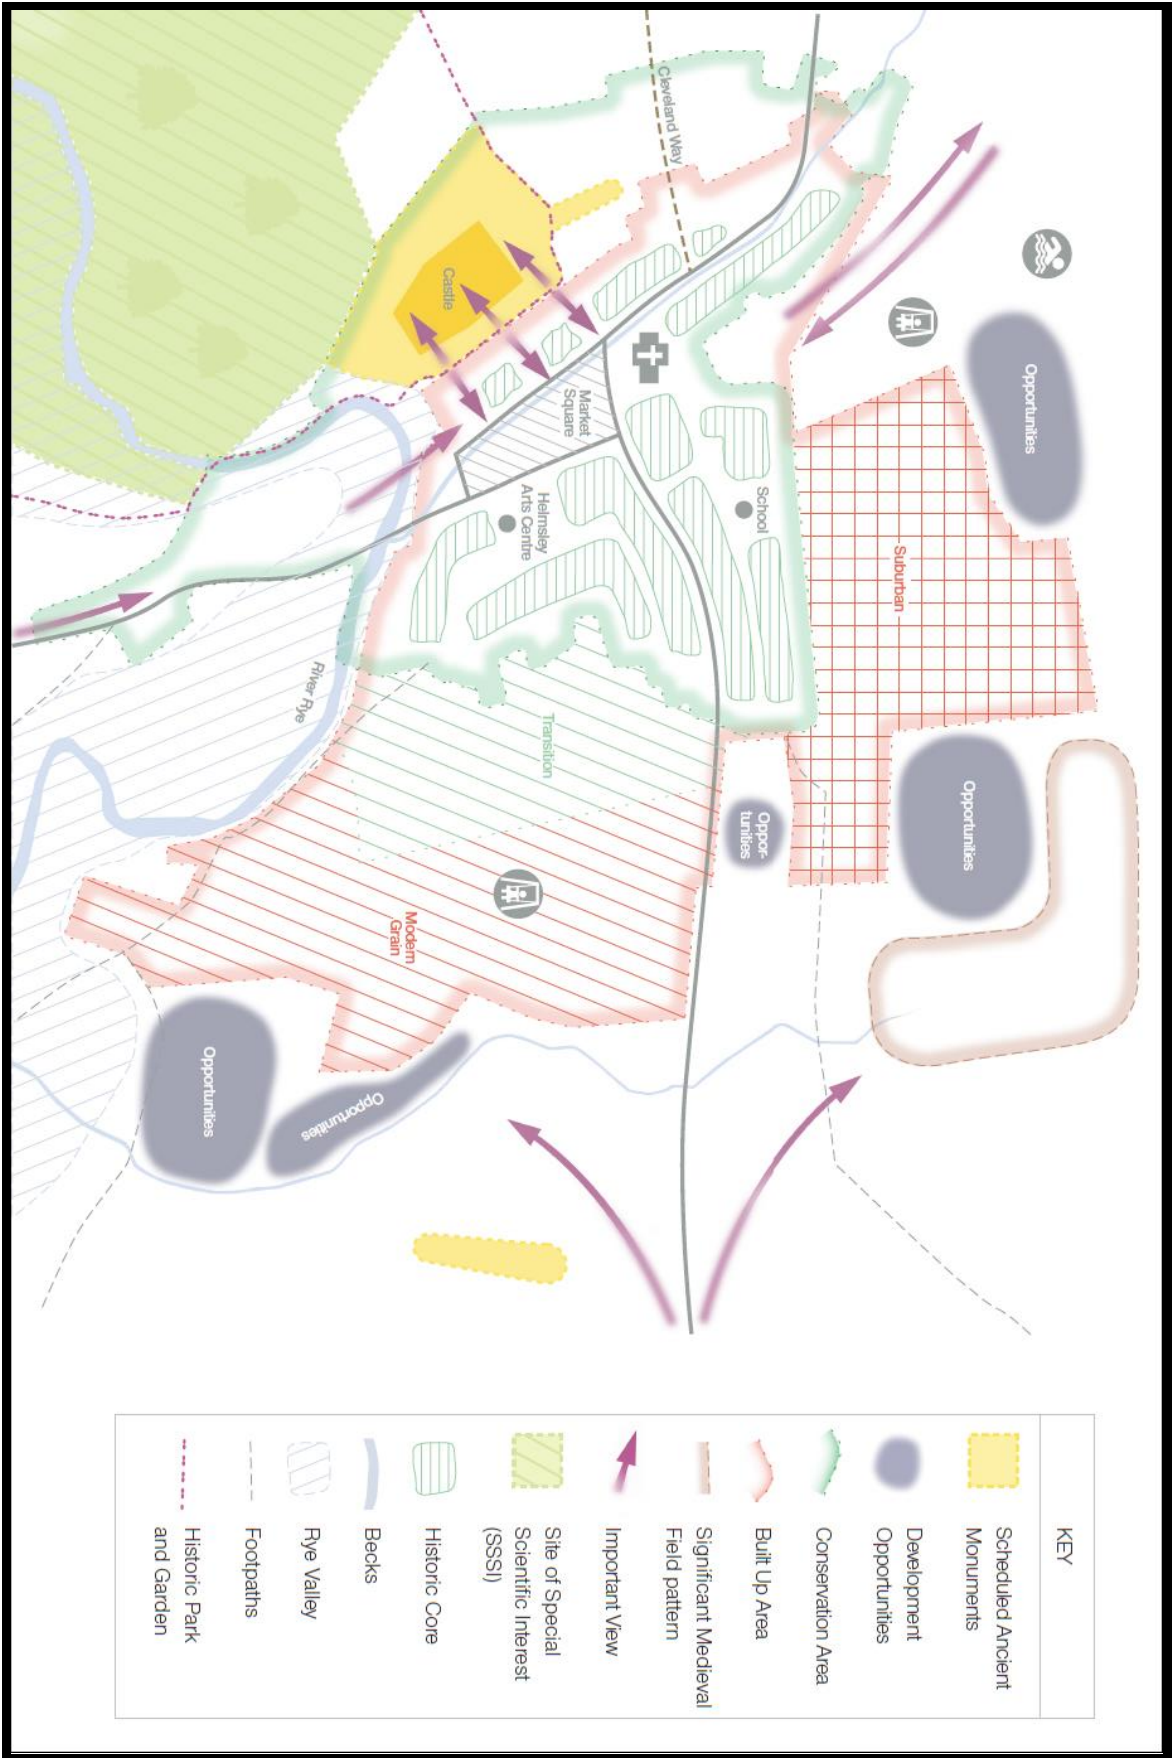 Cleveland Way
Castle
Market
Square
Helmsley
Arts Centre
School
Suburban
Opportunities
Opportunities
Oppor-
tunities
Transition
River Rye
Modern
Grain
Opportunities
Opportunities
KEY
Scheduled Ancient
Monuments
Development
Opportunities
Conservation Area
Built Up Area
Significant Medieval
Field pattern
Important View
Site of Special
Scientific Interest
(SSSI)
Historic Core
Becks
Rye Valley
Footpaths
Historic Park
and Garden